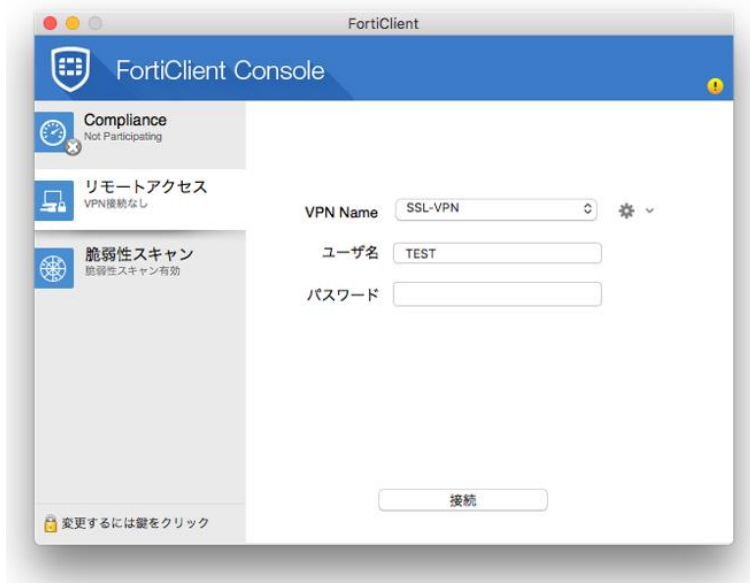 FortiClient
FortiClient Console
Compliance
Not Participating
リモートアクセス
VPN接続なし
脆弱性スキャン
脆弱性スキャン有効
VPN Name
SSL-VPN
ユーザ名
TEST
パスワード
接続
変更するには鍵をクリック